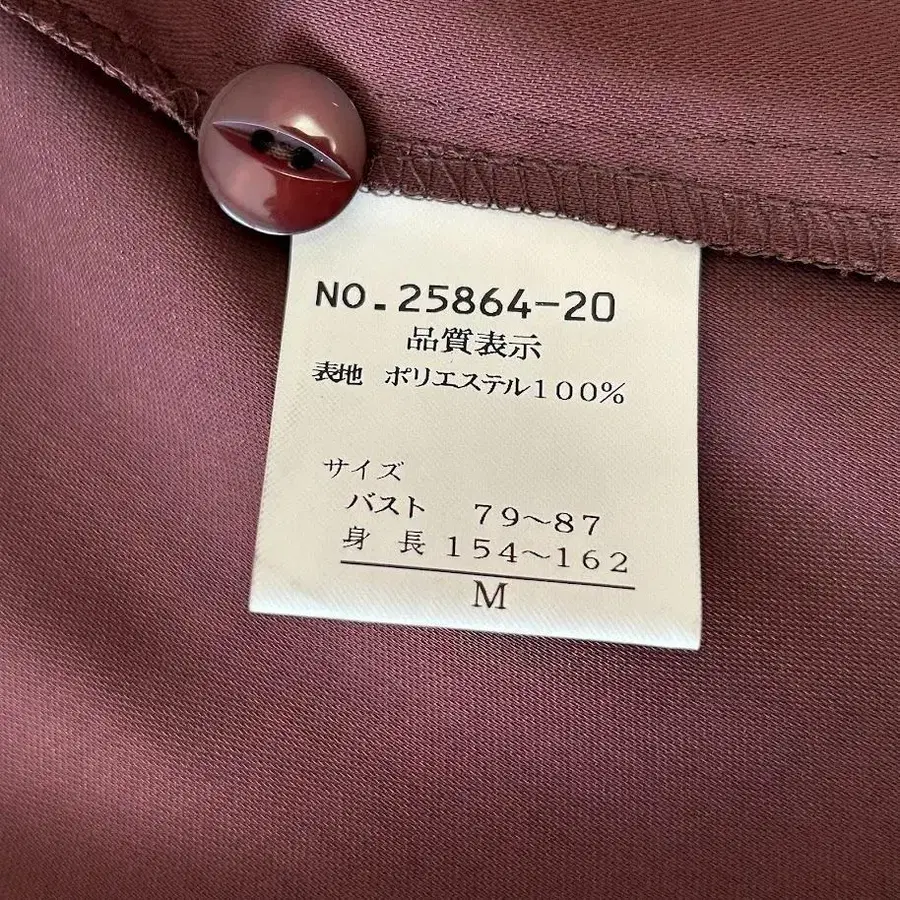 NO.25864-20
品質表示
表地 ポリエステル100%
サイズ
バスト 79~87
身長 154~162
M